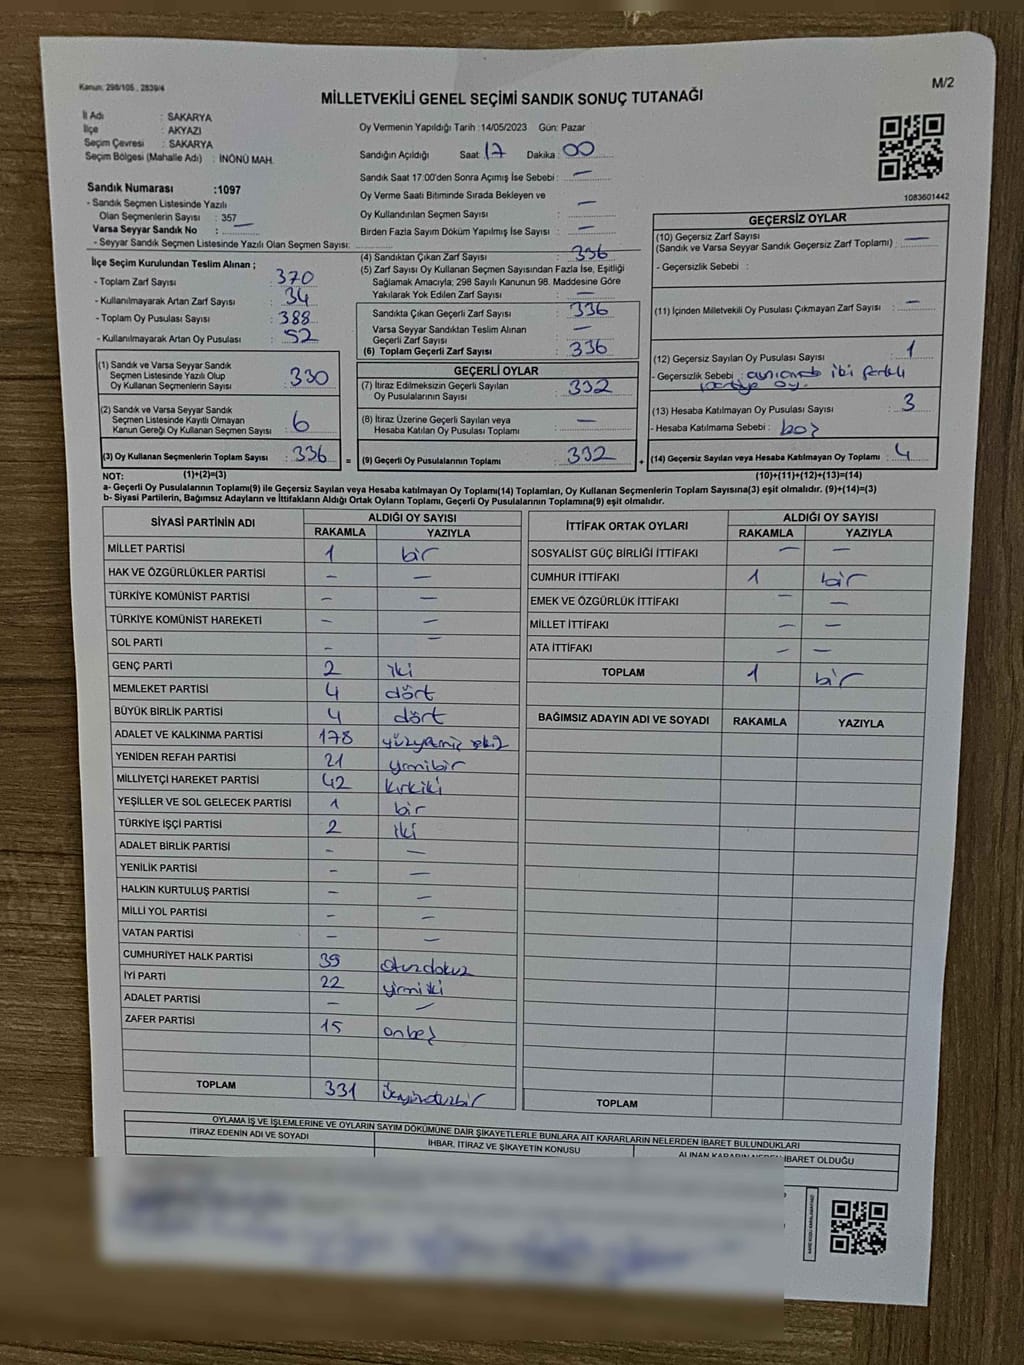 Kanun: 298/105, 2839/4
M/2
MİLLETVEKİLİ GENEL SEÇİMİ SANDIK SONUÇ TUTANAĞI
İl Adı : SAKARYA
İlçe : AKYAZI
Seçim Çevresi : SAKARYA
Seçim Bölgesi (Mahalle Adı) : İNÖNÜ MAH.
Sandık Numarası :1097
- Sandık Seçmen Listesinde Yazılı
Olan Seçmenlerin Sayısı : 357
Varsa Seyyar Sandık No : —
- Seyyar Sandık Seçmen Listesinde Yazılı Olan Seçmen Sayısı:
Oy Vermenin Yapıldığı Tarih :14/05/2023 Gün: Pazar
Sandığın Açıldığı Saat 17 Dakika : 00
Sandık Saat 17:00'den Sonra Açımış İse Sebebi : —
Oy Verme Saati Bitiminde Sırada Bekleyen ve
Oy Kullandırılan Seçmen Sayısı —
Birden Fazla Sayım Döküm Yapılmış İse Sayısı : —
1083601442
İlçe Seçim Kurulundan Teslim Alınan ;
- Toplam Zarf Sayısı : 370
- Kullanılmayarak Artan Zarf Sayısı : 34
- Toplam Oy Pusulası Sayısı : 388
- Kullanılmayarak Artan Oy Pusulası : 52
(1) Sandık ve Varsa Seyyar Sandık
Seçmen Listesinde Yazılı Olup
Oy Kullanan Seçmenlerin Sayısı : 330
(2) Sandık ve Varsa Seyyar Sandık
Seçmen Listesinde Kayıtlı Olmayan
Kanun Gereği Oy Kullanan Seçmen Sayısı : 6
(3) Oy Kullanan Seçmenlerin Toplam Sayısı : 336
(4) Sandıktan Çıkan Zarf Sayısı : 336
(5) Zarf Sayısı Oy Kullanan Seçmen Sayısından Fazla İse, Eşitliği
Sağlamak Amacıyla; 298 Sayılı Kanunun 98. Maddesine Göre
Yakılarak Yok Edilen Zarf Sayısı : —
Sandıkta Çıkan Geçerli Zarf Sayısı : 336
Varsa Seyyar Sandıktan Teslim Alınan
Geçerli Zarf Sayısı : —
(6) Toplam Geçerli Zarf Sayısı : 336
GEÇERLİ OYLAR
(7) İtiraz Edilmeksizin Geçerli Sayılan
Oy Pusulalarının Sayısı : 332
(8) İtiraz Üzerine Geçerli Sayılan veya
Hesaba Katılan Oy Pusulası Toplamı : —
= (9) Geçerli Oy Pusulalarının Toplamı : 332 +
GEÇERSİZ OYLAR
(10) Geçersiz Zarf Sayısı : —
(Sandık ve Varsa Seyyar Sandık Geçersiz Zarf Toplamı)
- Geçersizlik Sebebi :
(11) İçinden Milletvekili Oy Pusulası Çıkmayan Zarf Sayısı : —
(12) Geçersiz Sayılan Oy Pusulası Sayısı : 1
- Geçersizlik Sebebi : iki farklı
partiye oy.
(13) Hesaba Katılmayan Oy Pusulası Sayısı : 3
- Hesaba Katılmama Sebebi : boş
(14) Geçersiz Sayılan veya Hesaba Katılmayan Oy Toplamı : 4
NOT: (1)+(2)=(3) (10)+(11)+(12)+(13)=(14)
a- Geçerli Oy Pusulalarının Toplamı(9) ile Geçersiz Sayılan veya Hesaba katılmayan Oy Toplamı(14) Toplamları, Oy Kullanan Seçmenlerin Toplam Sayısına(3) eşit olmalıdır. (9)+(14)=(3)
b- Siyasi Partilerin, Bağımsız Adayların ve İttifakların Aldığı Ortak Oyların Toplamı, Geçerli Oy Pusulalarının Toplamına(9) eşit olmalıdır.
SİYASİ PARTİNİN ADI ALDIĞI OY SAYISI
RAKAMLA YAZIYLA
MİLLET PARTİSİ 1 bir
HAK VE ÖZGÜRLÜKLER PARTİSİ — —
TÜRKİYE KOMÜNİST PARTİSİ — —
TÜRKİYE KOMÜNİST HAREKETİ — —
SOL PARTİ — —
GENÇ PARTİ 2 iki
MEMLEKET PARTİSİ 4 dört
BÜYÜK BİRLİK PARTİSİ 4 dört
ADALET VE KALKINMA PARTİSİ 178 yüzyetmiş sekiz
YENİDEN REFAH PARTİSİ 21 yirmibir
MİLLİYETÇİ HAREKET PARTİSİ 42 kırkiki
YEŞİLLER VE SOL GELECEK PARTİSİ 1 bir
TÜRKİYE İŞÇİ PARTİSİ 2 iki
ADALET BİRLİK PARTİSİ — —
YENİLİK PARTİSİ — —
HALKIN KURTULUŞ PARTİSİ — —
MİLLİ YOL PARTİSİ — —
VATAN PARTİSİ — —
CUMHURİYET HALK PARTİSİ 39 otuzdokuz
İYİ PARTİ 22 yirmiiki
ADALET PARTİSİ — —
ZAFER PARTİSİ 15 onbeş
TOPLAM 331 üçyüzotuzbir
İTTİFAK ORTAK OYLARI ALDIĞI OY SAYISI
RAKAMLA YAZIYLA
SOSYALİST GÜÇ BİRLİĞİ İTTİFAKI — —
CUMHUR İTTİFAKI 1 bir
EMEK VE ÖZGÜRLÜK İTTİFAKI — —
MİLLET İTTİFAKI — —
ATA İTTİFAKI — —
TOPLAM 1 bir
BAĞIMSIZ ADAYIN ADI VE SOYADI RAKAMLA YAZIYLA
TOPLAM
OYLAMA İŞ VE İŞLEMLERİNE VE OYLARIN SAYIM DÖKÜMÜNE DAİR ŞİKAYETLERLE BUNLARA AİT KARARLARIN NELERDEN İBARET BULUNDUKLARI
İTİRAZ EDENİN ADI VE SOYADI İHBAR, İTİRAZ VE ŞİKAYETİN KONUSU ALINAN KARARIN NEDEN İBARET OLDUĞU